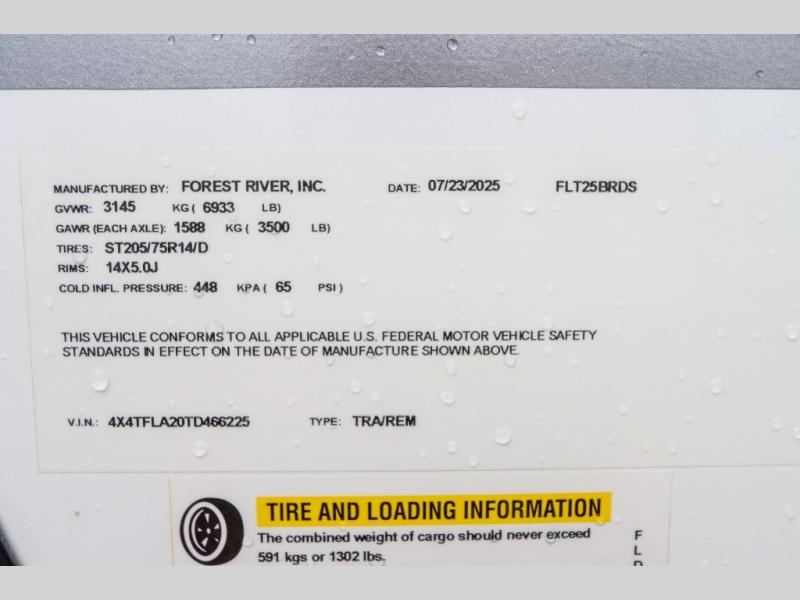 MANUFACTURED BY: FOREST RIVER, INC. DATE: 07/23/2025 FLT25BRDS
GVWR: 3145 KG ( 6933 LB)
GAWR (EACH AXLE): 1588 KG ( 3500 LB)
TIRES: ST205/75R14/D
RIMS: 14X5.0J
COLD INFL. PRESSURE: 448 KPA ( 65 PSI )
THIS VEHICLE CONFORMS TO ALL APPLICABLE U.S. FEDERAL MOTOR VEHICLE SAFETY
STANDARDS IN EFFECT ON THE DATE OF MANUFACTURE SHOWN ABOVE.
V.I.N.: 4X4TFLA20TD466225 TYPE: TRA/REM
TIRE AND LOADING INFORMATION
The combined weight of cargo should never exceed
591 kgs or 1302 lbs.
F
L